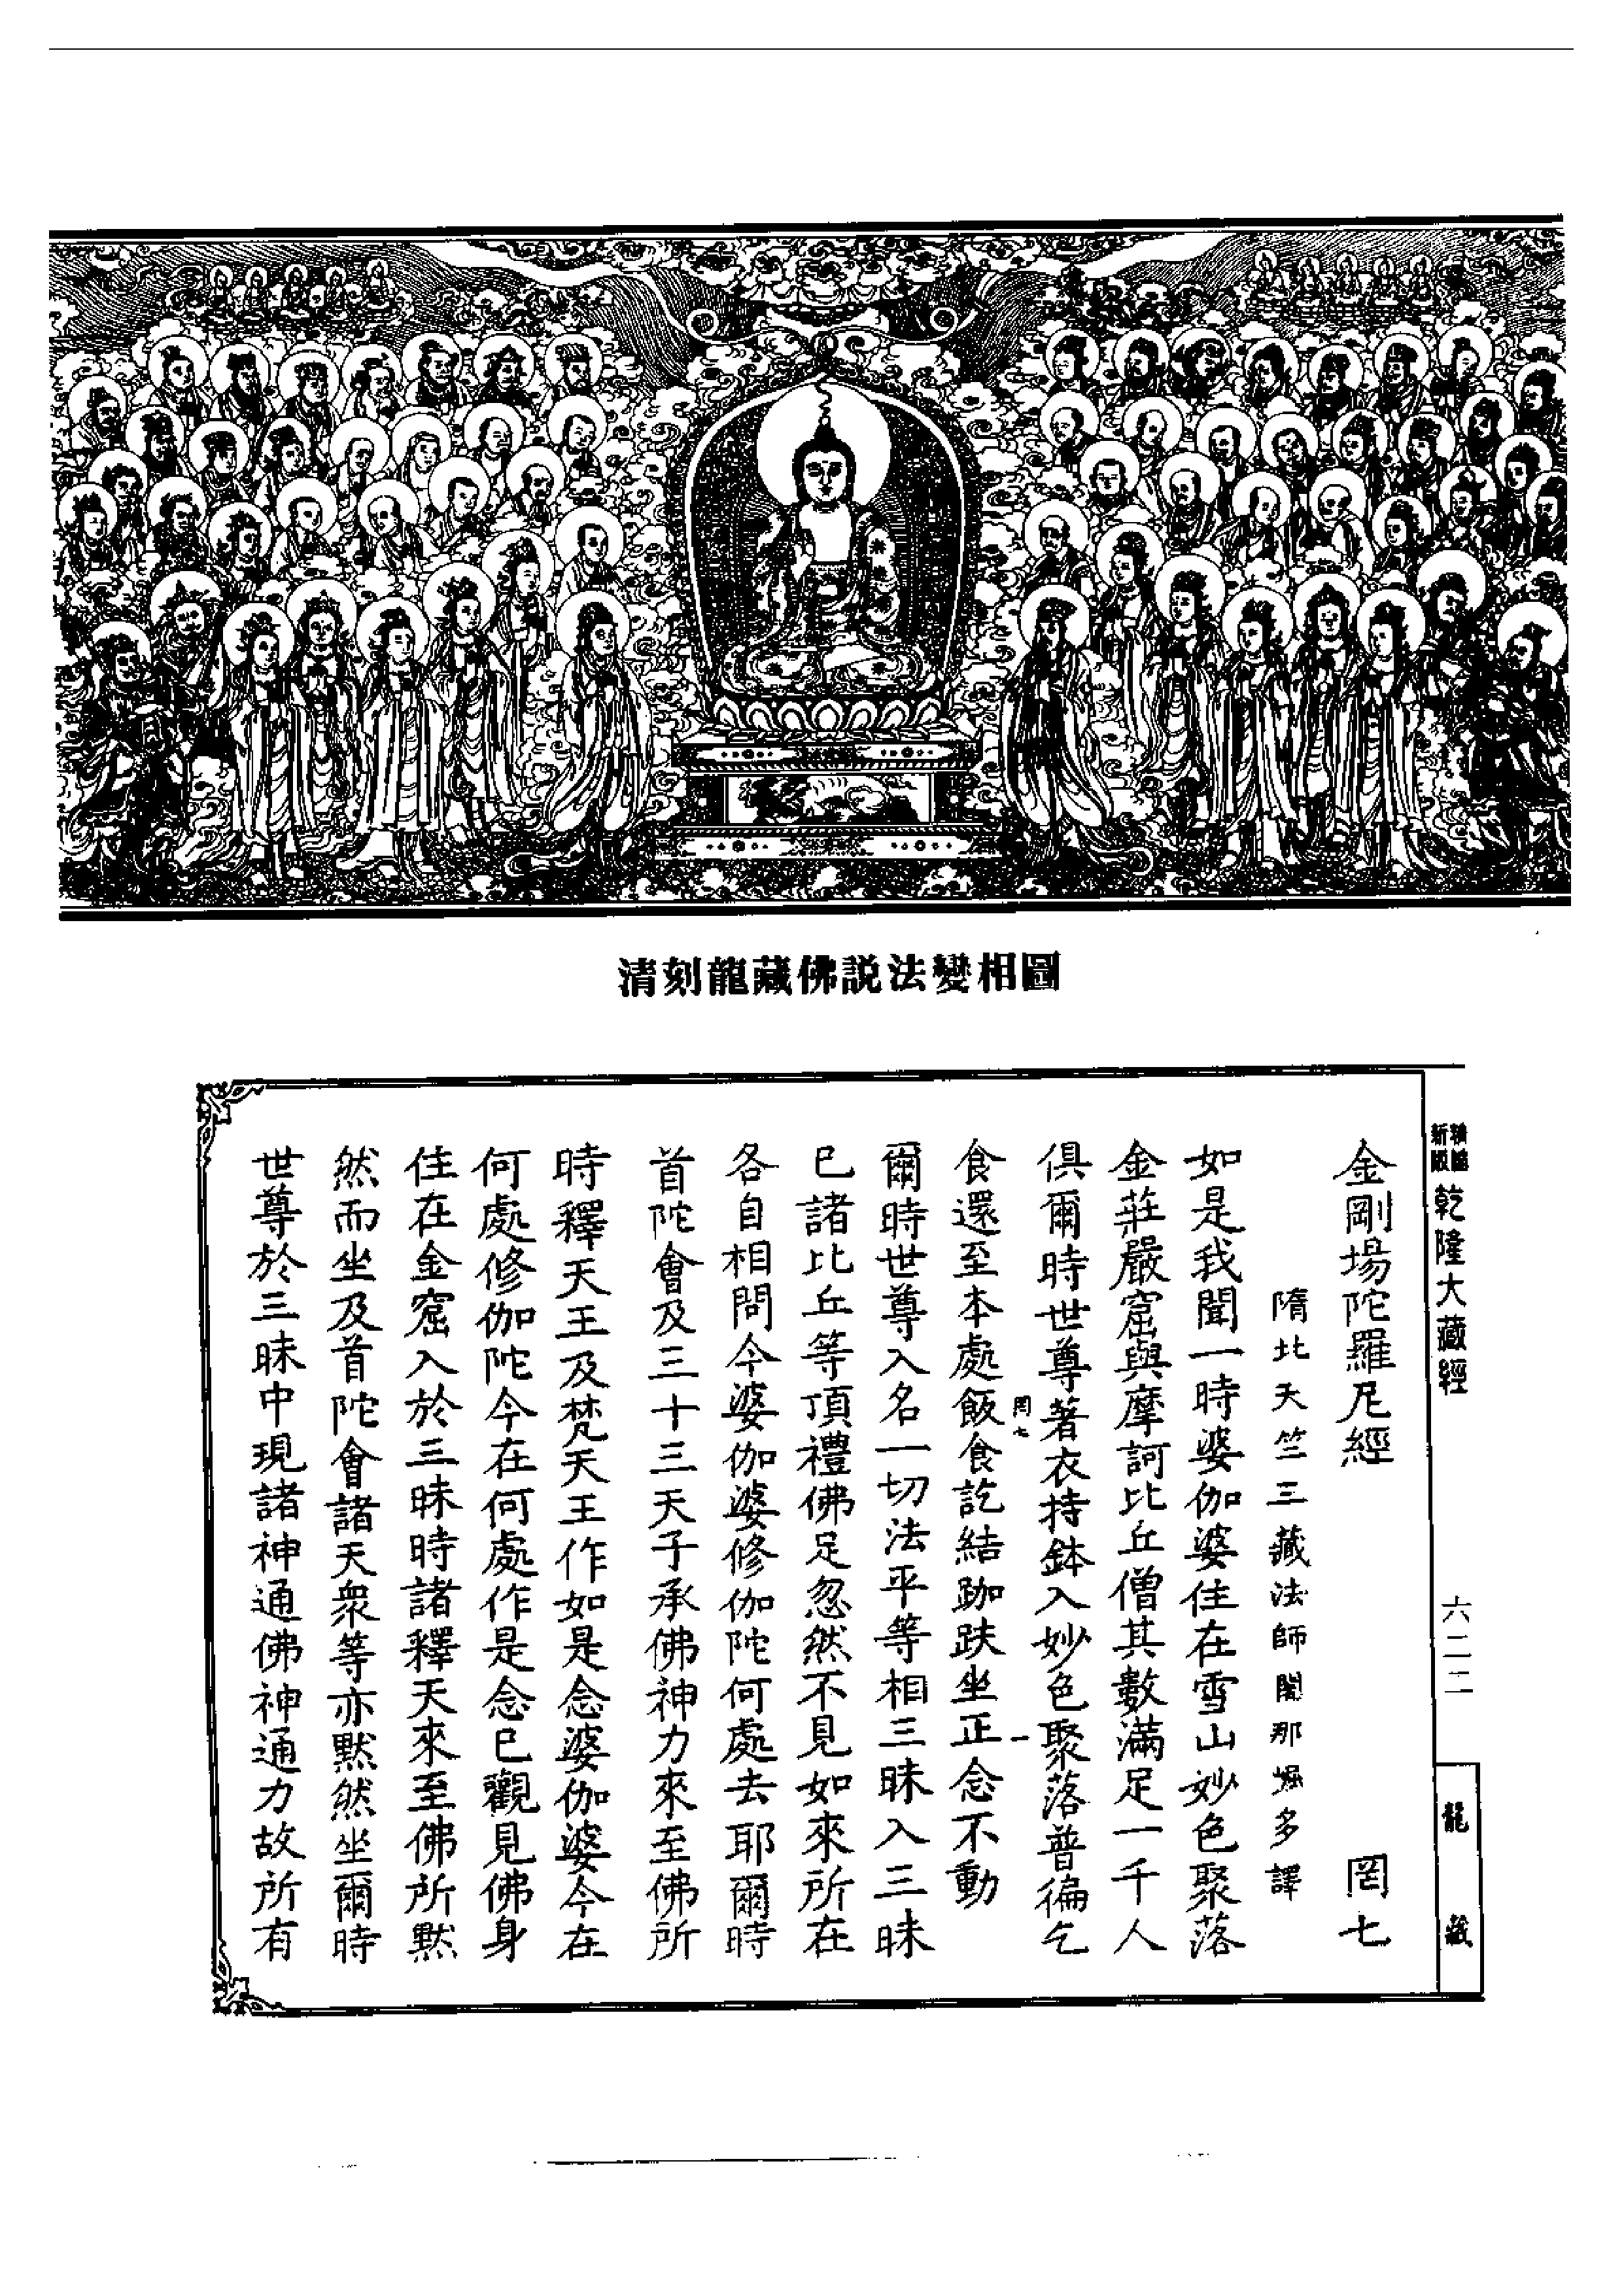 清刻龍藏佛説法變相圖
新版
乾隆大藏經
六二二
龍藏
金剛場陀羅尼經 罔七
隋北天竺三藏法師闍那崛多譯
如是我聞一時婆伽婆住在雪山妙色聚落
金莊嚴窟與摩訶比丘僧其數滿足一千人
俱爾時世尊著衣持鉢入妙色聚落普徧乞
罔七 一
食還至本處飯食訖結跏趺坐正念不動
爾時世尊入名一切法平等相三昧入三昧
已諸比丘等頂禮佛足忽然不見如來所在
各自相問今婆伽婆修伽陀何處去耶爾時
首陀會及三十三天子承佛神力來至佛所
時釋天王及梵天王作如是念婆伽婆今在
何處修伽陀今在何處作是念已觀見佛身
住在金窟入於三昧時諸釋天來至佛所默
然而坐及首陀會諸天衆等亦默然坐爾時
世尊於三昧中現諸神通佛神通力故所有